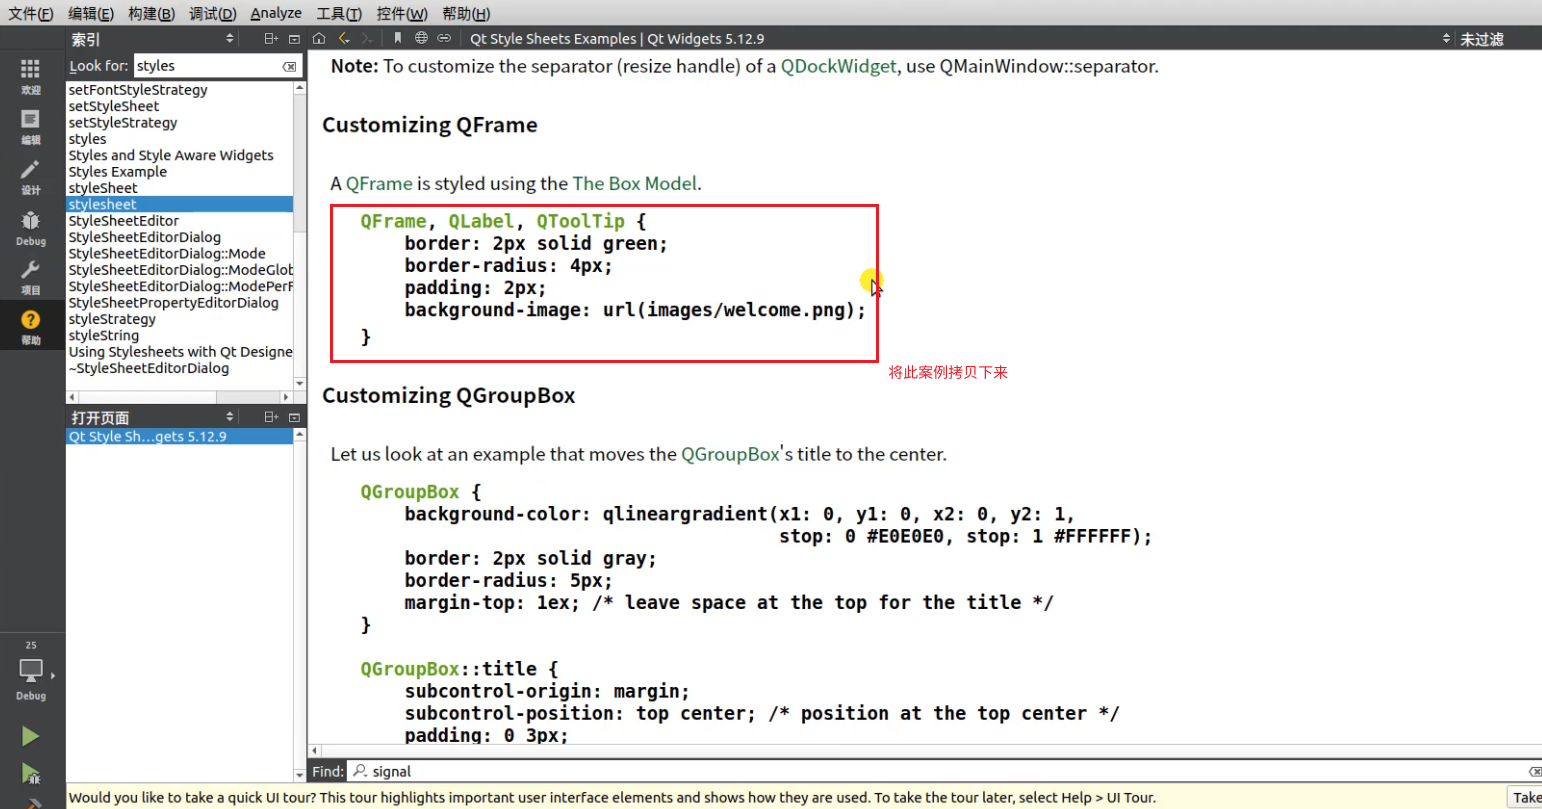 文件(F) 编辑(E) 构建(B) 调试(D) Analyze 工具(T) 控件(W) 帮助(H)
索引
Qt Style Sheets Examples | Qt Widgets 5.12.9
未过滤
Look for: styles
欢迎
编辑
设计
Debug
项目
帮助
25
Debug
setFontStyleStrategy
setStyleSheet
setStyleStrategy
styles
Styles and Style Aware Widgets
Styles Example
styleSheet
stylesheet
StyleSheetEditor
StyleSheetEditorDialog
StyleSheetEditorDialog::Mode
StyleSheetEditorDialog::ModeGlob
StyleSheetEditorDialog::ModePerF
StyleSheetPropertyEditorDialog
styleStrategy
styleString
Using Stylesheets with Qt Designe
~StyleSheetEditorDialog
打开页面
Qt Style Sh...gets 5.12.9
Note: To customize the separator (resize handle) of a QDockWidget, use QMainWindow::separator.
Customizing QFrame
A QFrame is styled using the The Box Model.
QFrame, QLabel, QToolTip {
border: 2px solid green;
border-radius: 4px;
padding: 2px;
background-image: url(images/welcome.png);
}
将此案例拷贝下来
Customizing QGroupBox
Let us look at an example that moves the QGroupBox's title to the center.
QGroupBox {
background-color: qlineargradient(x1: 0, y1: 0, x2: 0, y2: 1,
stop: 0 #E0E0E0, stop: 1 #FFFFFF);
border: 2px solid gray;
border-radius: 5px;
margin-top: 1ex; /* leave space at the top for the title */
}
QGroupBox::title {
subcontrol-origin: margin;
subcontrol-position: top center; /* position at the top center */
padding: 0 3px;
Find: signal
Would you like to take a quick UI tour? This tour highlights important user interface elements and shows how they are used. To take the tour later, select Help > UI Tour.
Take